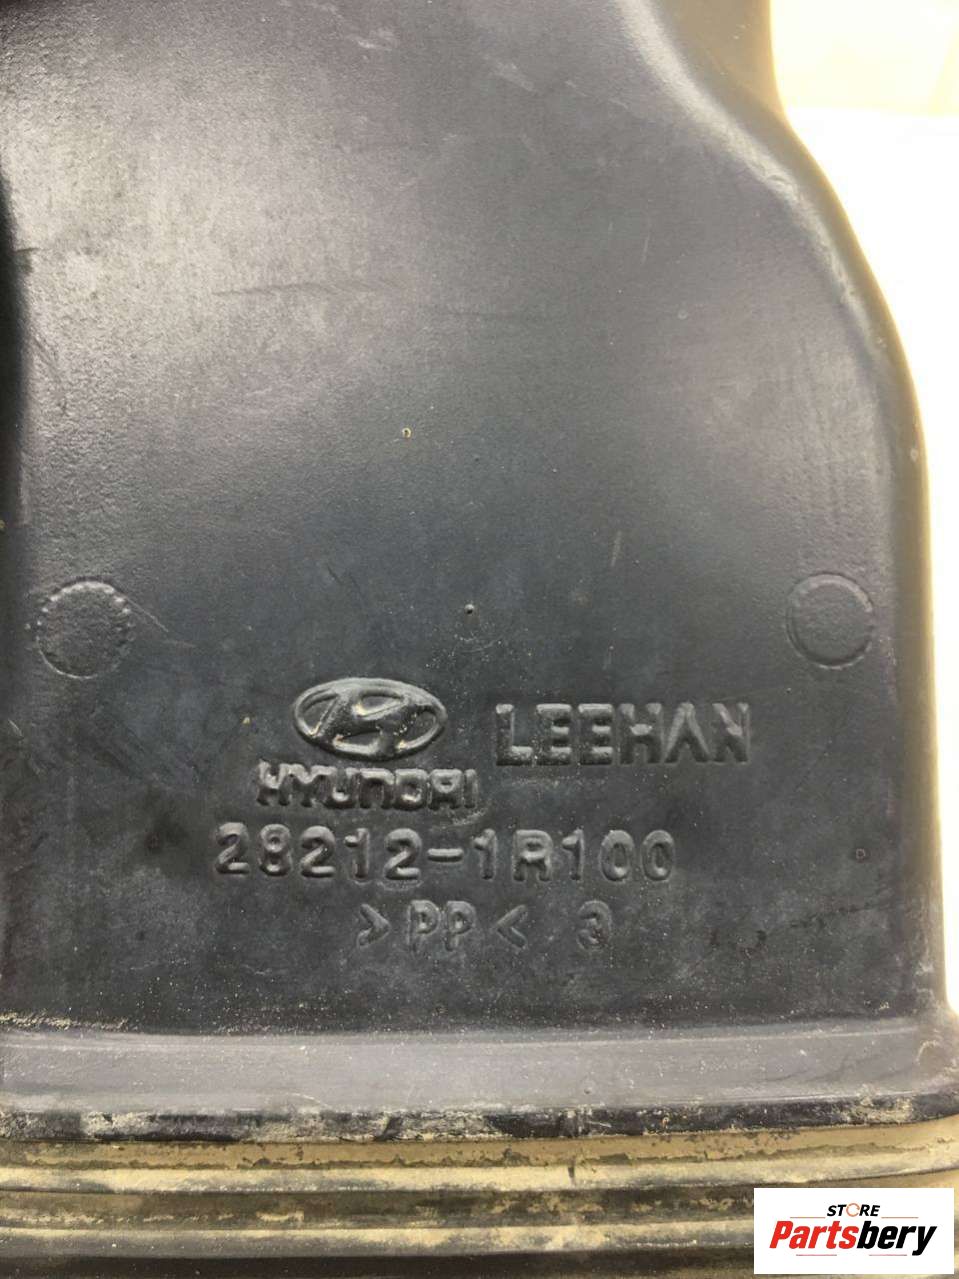 LEEHAN
HYUNDAI
28212-1R100
>PP< 3
STORE
Partsbery